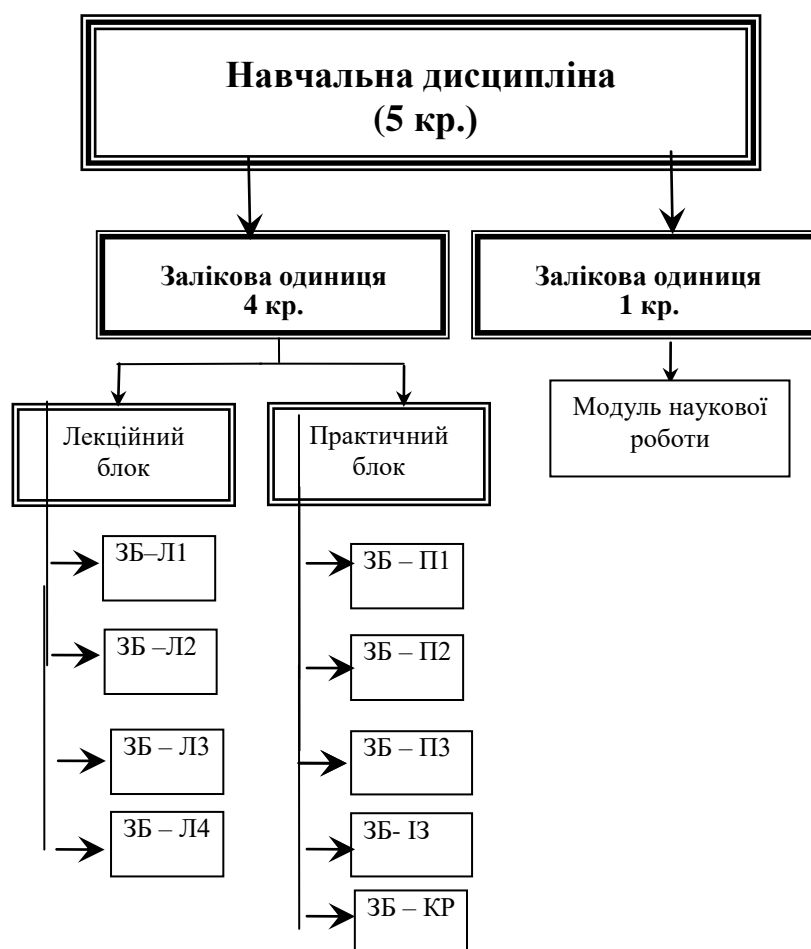 Навчальна дисципліна
(5 кр.)
Залікова одиниця
4 кр.
Залікова одиниця
1 кр.
Лекційний
блок
Практичний
блок
Модуль наукової
роботи
ЗБ–Л1
ЗБ –Л2
ЗБ – Л3
ЗБ – Л4
ЗБ – П1
ЗБ – П2
ЗБ – П3
ЗБ- ІЗ
ЗБ – КР